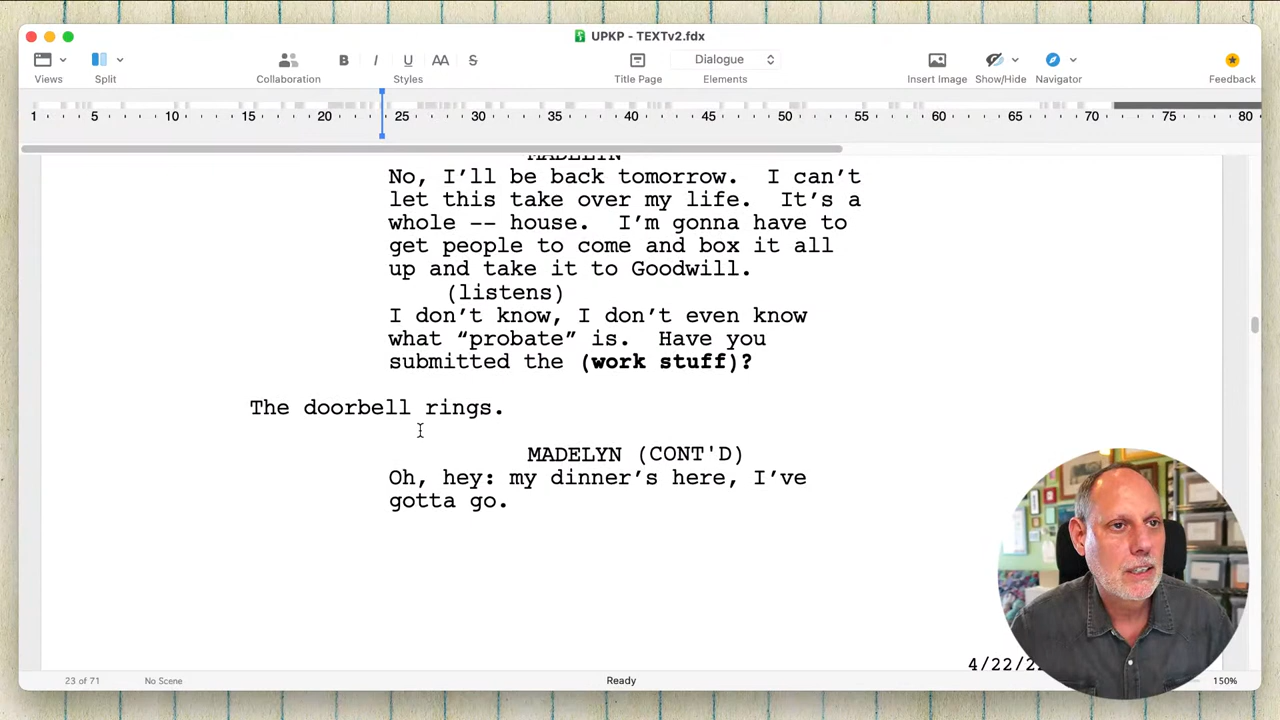 UPKP - TEXTv2.fdx
B I U AA S Dialogue
Views Split Collaboration Styles Title Page Elements Insert Image Show/Hide Navigator Feedback
1 5 10 15 20 25 30 35 40 45 50 55 60 65 70 75 80
MADELYN
No, I’ll be back tomorrow.  I can’t
let this take over my life.  It’s a
whole -- house.  I’m gonna have to
get people to come and box it all
up and take it to Goodwill.
(listens)
I don’t know, I don’t even know
what “probate” is.  Have you
submitted the (work stuff)?
The doorbell rings.
MADELYN (CONT'D)
Oh, hey: my dinner’s here, I’ve
gotta go.
4/22/2
23 of 71 No Scene Ready 150%